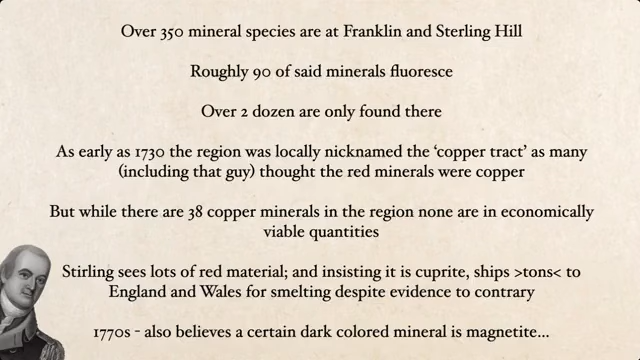 Over 350 mineral species are at Franklin and Sterling Hill
Roughly 90 of said minerals fluoresce
Over 2 dozen are only found there
As early as 1730 the region was locally nicknamed the ‘copper tract’ as many
(including that guy) thought the red minerals were copper
But while there are 38 copper minerals in the region none are in economically
viable quantities
Stirling sees lots of red material; and insisting it is cuprite, ships >tons< to
England and Wales for smelting despite evidence to contrary
1770s - also believes a certain dark colored mineral is magnetite...